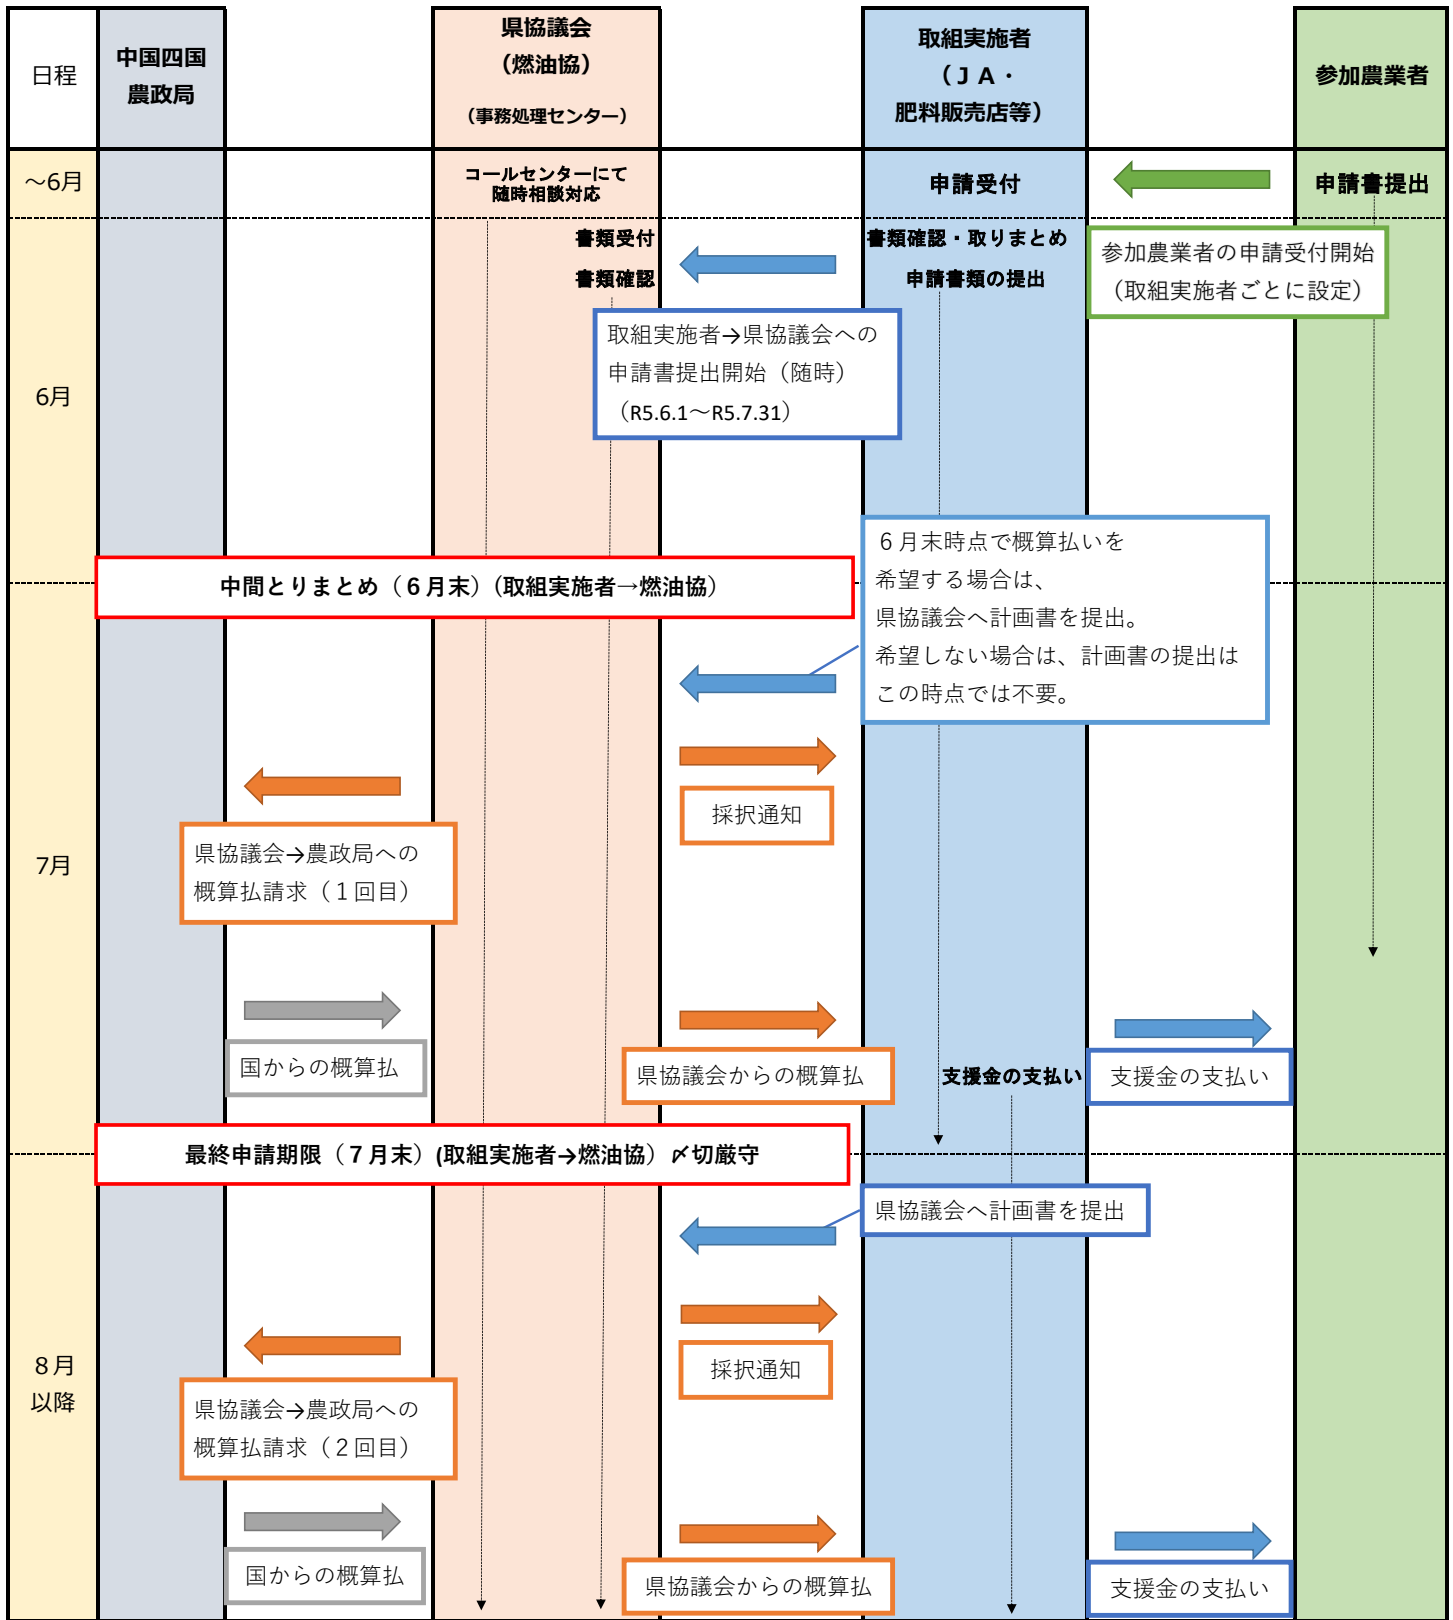 日程
中国四国
農政局
県協議会
（燃油協）
（事務処理センター）
取組実施者
（ＪＡ・
肥料販売店等）
参加農業者
～6月
コールセンターにて
随時相談対応
申請受付
申請書提出
書類受付
書類確認
書類確認・取りまとめ
申請書類の提出
参加農業者の申請受付開始
（取組実施者ごとに設定）
6月
取組実施者→県協議会への
申請書提出開始（随時）
（R5.6.1～R5.7.31）
中間とりまとめ（６月末）(取組実施者→燃油協）
６月末時点で概算払いを
希望する場合は、
県協議会へ計画書を提出。
希望しない場合は、計画書の提出は
この時点では不要。
7月
採択通知
県協議会→農政局への
概算払請求（１回目）
国からの概算払
県協議会からの概算払
支援金の支払い
支援金の支払い
最終申請期限（７月末）(取組実施者→燃油協）〆切厳守
県協議会へ計画書を提出
８月
以降
採択通知
県協議会→農政局への
概算払請求（２回目）
国からの概算払
県協議会からの概算払
支援金の支払い